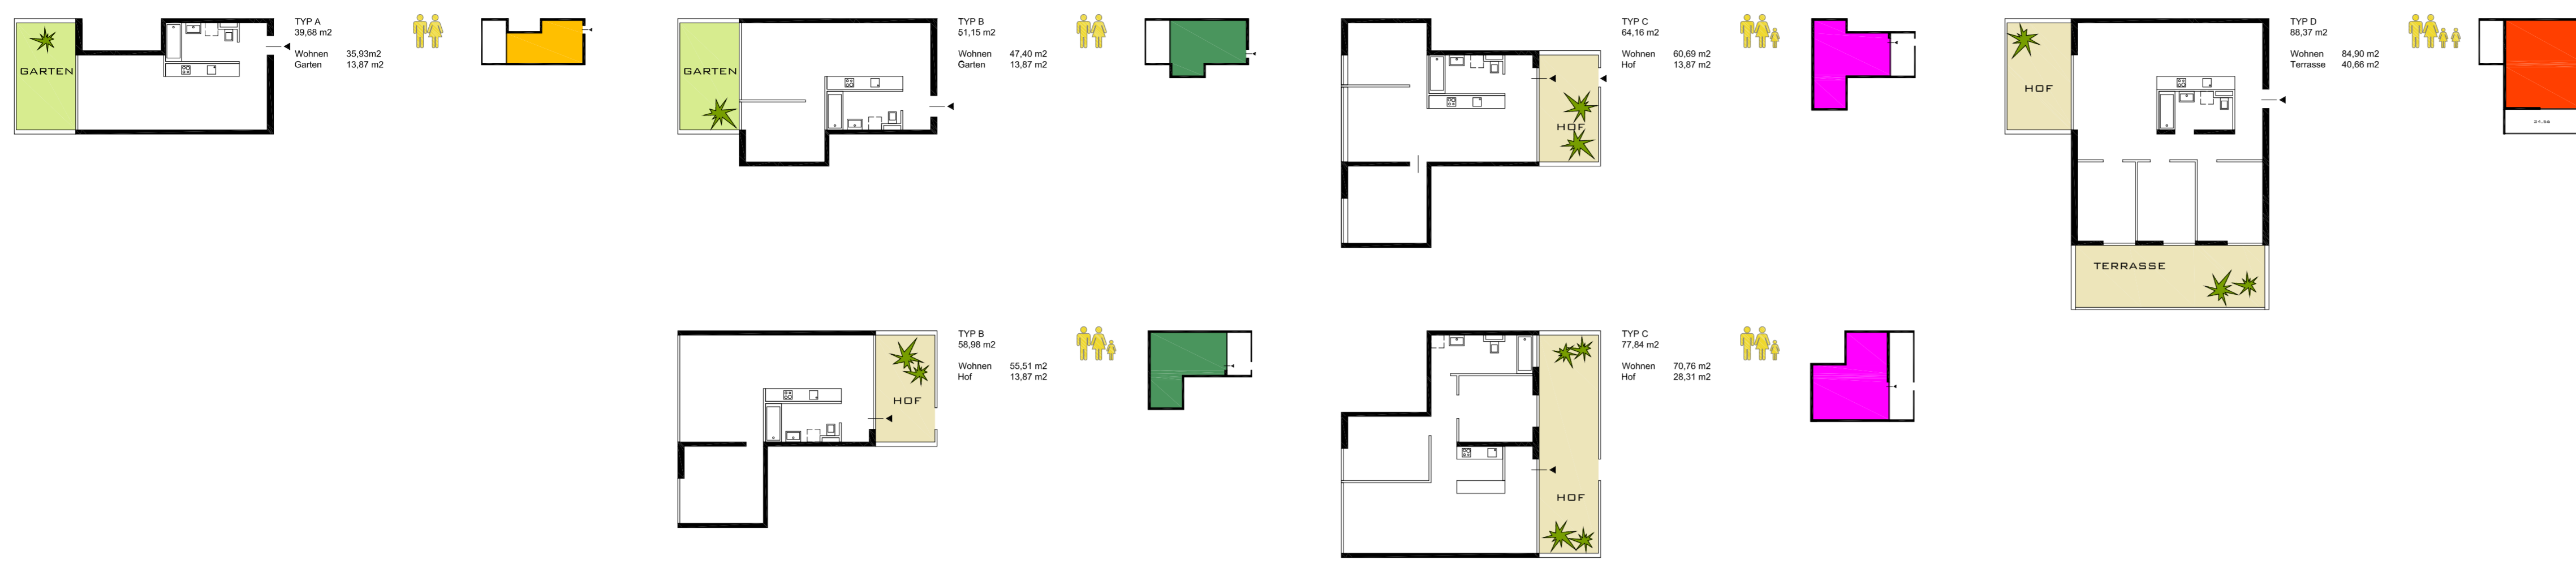 GARTEN
TYP A
39,68 m2
Wohnen 35,93m2
Garten 13,87 m2
GARTEN
TYP B
51,15 m2
Wohnen 47,40 m2
Garten 13,87 m2
HOF
TYP C
64,16 m2
Wohnen 60,69 m2
Hof 13,87 m2
HOF
TERRASSE
TYP D
88,37 m2
Wohnen 84,90 m2
Terrasse 40,66 m2
24,56
HOF
TYP B
58,98 m2
Wohnen 55,51 m2
Hof 13,87 m2
HOF
TYP C
77,84 m2
Wohnen 70,76 m2
Hof 28,31 m2